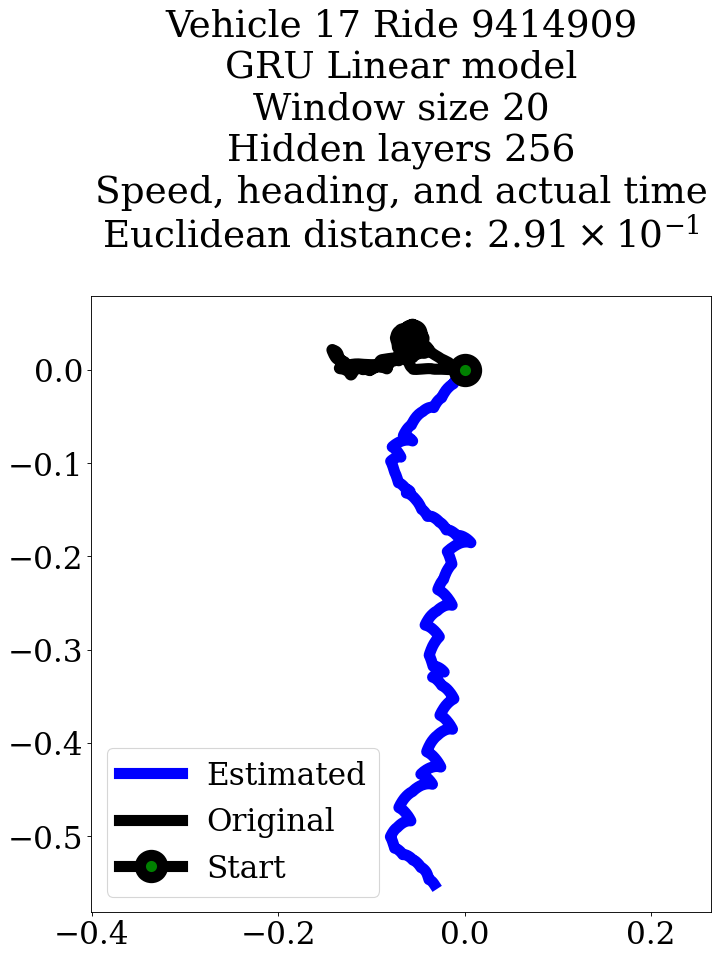 Vehicle 17 Ride 9414909
GRU Linear model
Window size 20
Hidden layers 256
Speed, heading, and actual time
Euclidean distance: 2.91 × 10⁻¹
0.0
−0.1
−0.2
−0.3
−0.4
−0.5
Estimated
Original
Start
−0.4 −0.2 0.0 0.2